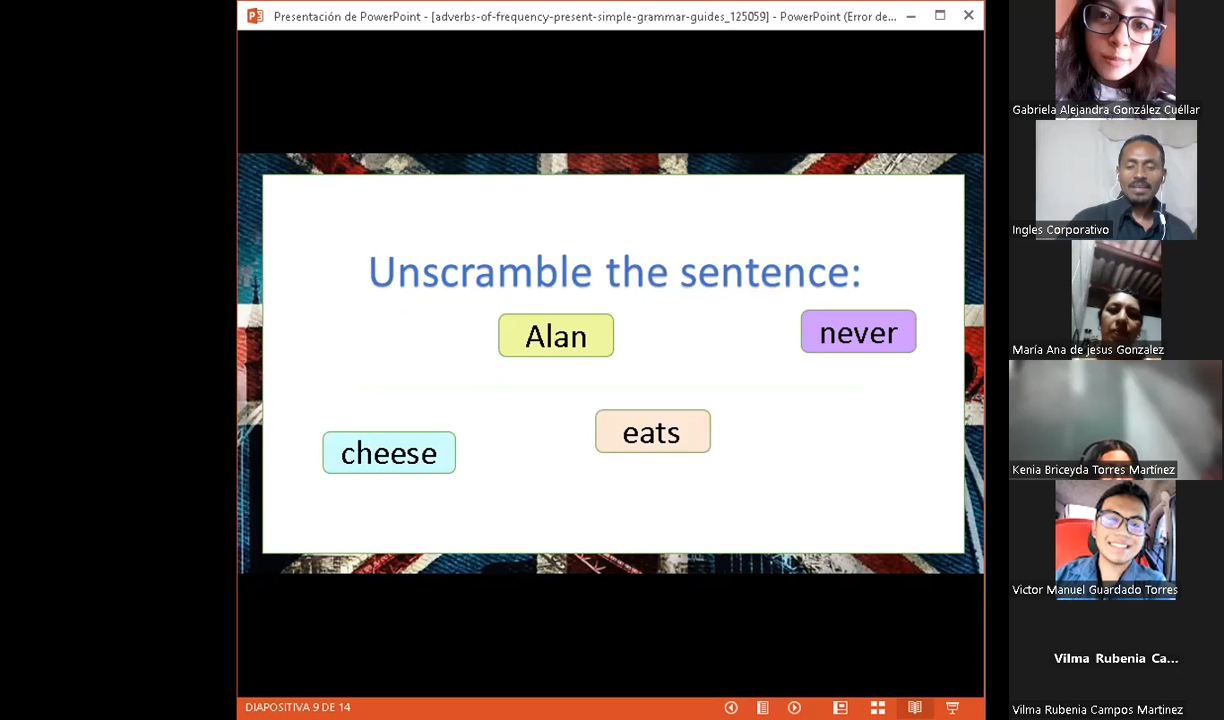 Presentación de PowerPoint - [adverbs-of-frequency-present-simple-grammar-guides_125059] - PowerPoint (Error de...
Unscramble the sentence:
Alan
never
cheese
eats
DIAPOSITIVA 9 DE 14
Gabriela Alejandra González Cuéllar
Ingles Corporativo
María Ana de jesus Gonzalez
Kenia Briceyda Torres Martínez
Victor Manuel Guardado Torres
Vilma Rubenia Ca...
Vilma Rubenia Campos Martinez